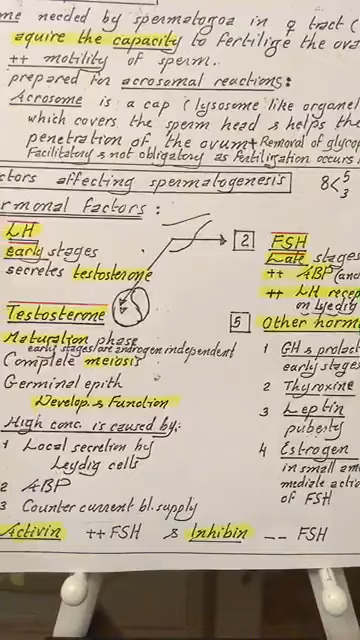 me needed by spermatogoa in ♀ tract (
aquire the capacity to fertilize the ova
++ motility of sperm.
prepared for acrosomal reactions:
Acrosome is a cap (lysosome like organel
which covers the sperm head & helps the
penetration of the ovum + Removal of glycop
Facilitatory & not obligatory as fertilization occurs i
ctors affecting spermatogenesis 8 < 5 3
rmonal factors:
LH
early stages
secretes testosterone
2 FSH
Late stages
++ ABP (and
++ LH recep
on Leydig
Testosterone
Maturation phase
early stages are androgen independent
Complete meiosis
Germinal epith
Develop. & Function
High conc. is caused by:
1 Local secretion by
Leydig cells
2 ABP
3 Counter current bl. supply
5 Other horm
1 GH & prolact
early stages
2 Thyroxine
3 Leptin
puberty
4 Estrogen
in small am
mediate actio
of FSH
Activin ++ FSH & Inhibin -- FSH